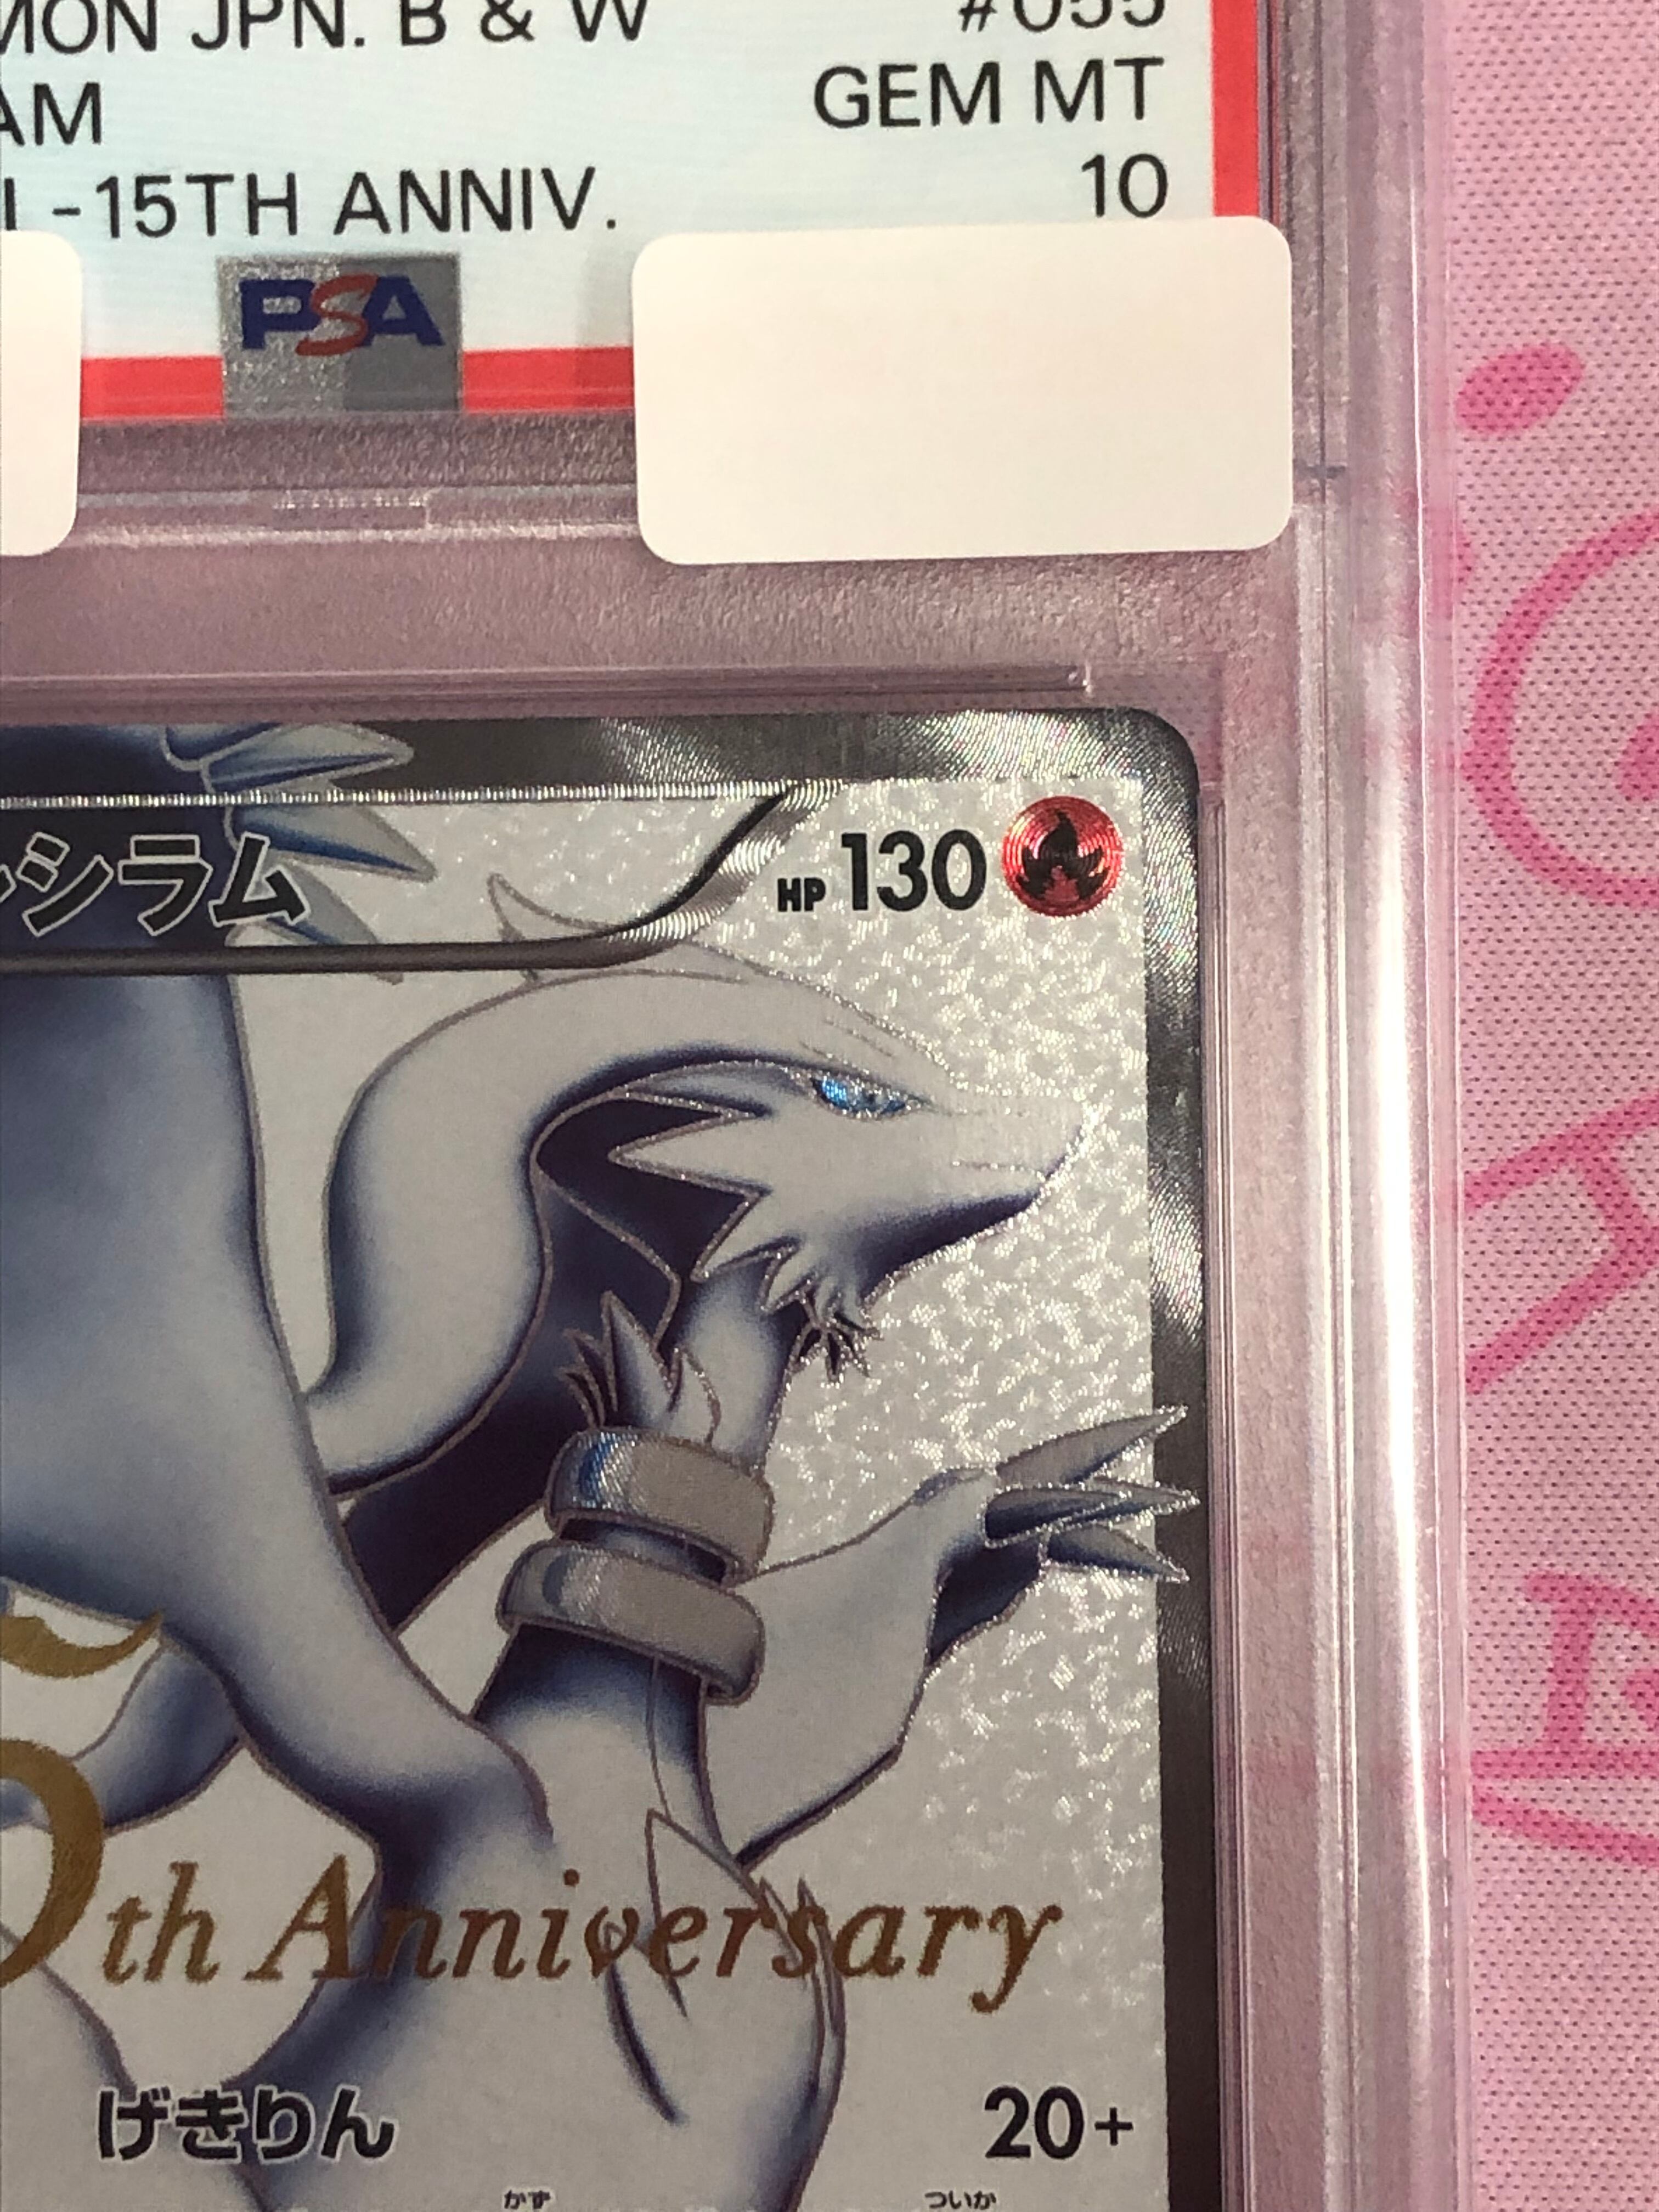 MON JPN. B & W #055
AM GEM MT
-15TH ANNIV. 10
PSA
シラム HP 130
th Anniversary
げきりん 20+
かず ついか